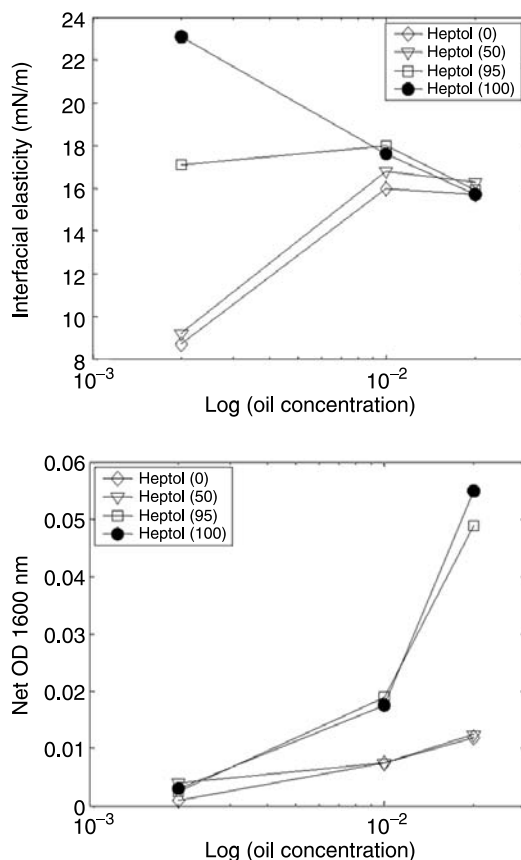 24
22
20
18
16
14
12
10
8
Interfacial elasticity (mN/m)
Heptol (0)
Heptol (50)
Heptol (95)
Heptol (100)
10⁻³
10⁻²
Log (oil concentration)
0.06
0.05
0.04
0.03
0.02
0.01
0
Net OD 1600 nm
Heptol (0)
Heptol (50)
Heptol (95)
Heptol (100)
10⁻³
10⁻²
Log (oil concentration)